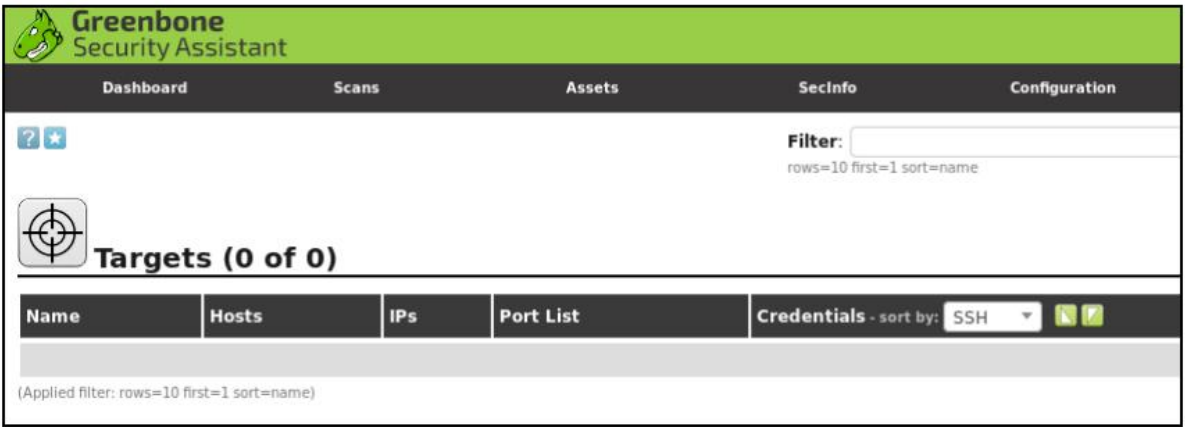 Greenbone
Security Assistant
Dashboard Scans Assets SecInfo Configuration
? Filter:
rows=10 first=1 sort=name
Targets (0 of 0)
Name Hosts IPs Port List Credentials - sort by: SSH
(Applied filter: rows=10 first=1 sort=name)